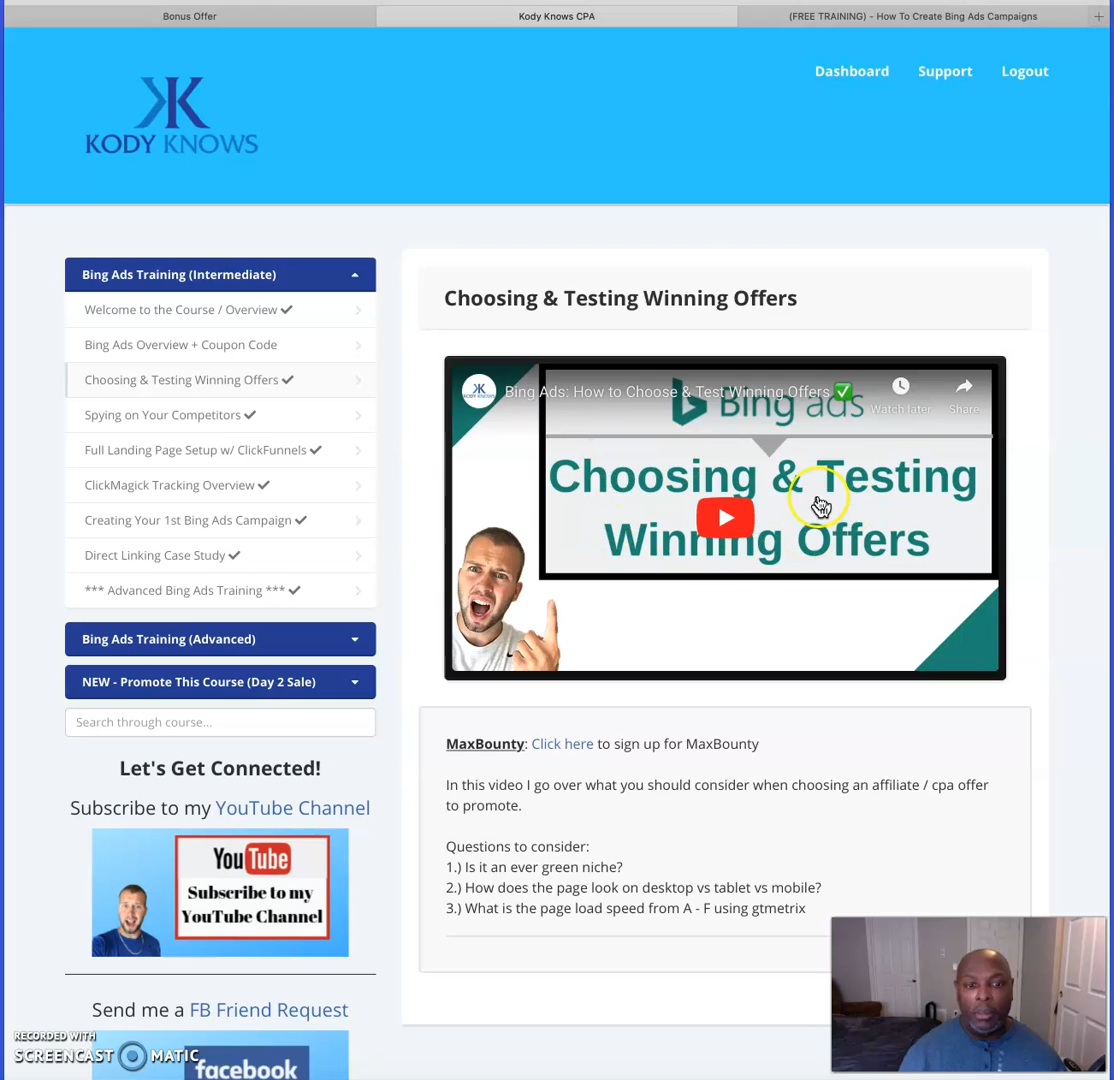 Bonus Offer
Kody Knows CPA
(FREE TRAINING) - How To Create Bing Ads Campaigns
KK
KODY KNOWS
Dashboard
Support
Logout
Bing Ads Training (Intermediate)
Welcome to the Course / Overview ✔
Bing Ads Overview + Coupon Code
Choosing & Testing Winning Offers ✔
Spying on Your Competitors ✔
Full Landing Page Setup w/ ClickFunnels ✔
ClickMagick Tracking Overview ✔
Creating Your 1st Bing Ads Campaign ✔
Direct Linking Case Study ✔
*** Advanced Bing Ads Training *** ✔
Bing Ads Training (Advanced)
NEW - Promote This Course (Day 2 Sale)
Search through course...
Let's Get Connected!
Subscribe to my YouTube Channel
YouTube
Subscribe to my
YouTube Channel
Send me a FB Friend Request
facebook
Choosing & Testing Winning Offers
KODY KNOWS
Bing Ads: How to Choose & Test Winning Offers ✅
Watch later
Share
Bing ads
Choosing & Testing
Winning Offers
MaxBounty: Click here to sign up for MaxBounty
In this video I go over what you should consider when choosing an affiliate / cpa offer
to promote.
Questions to consider:
1.) Is it an ever green niche?
2.) How does the page look on desktop vs tablet vs mobile?
3.) What is the page load speed from A - F using gtmetrix
RECORDED WITH
SCREENCAST MATIC